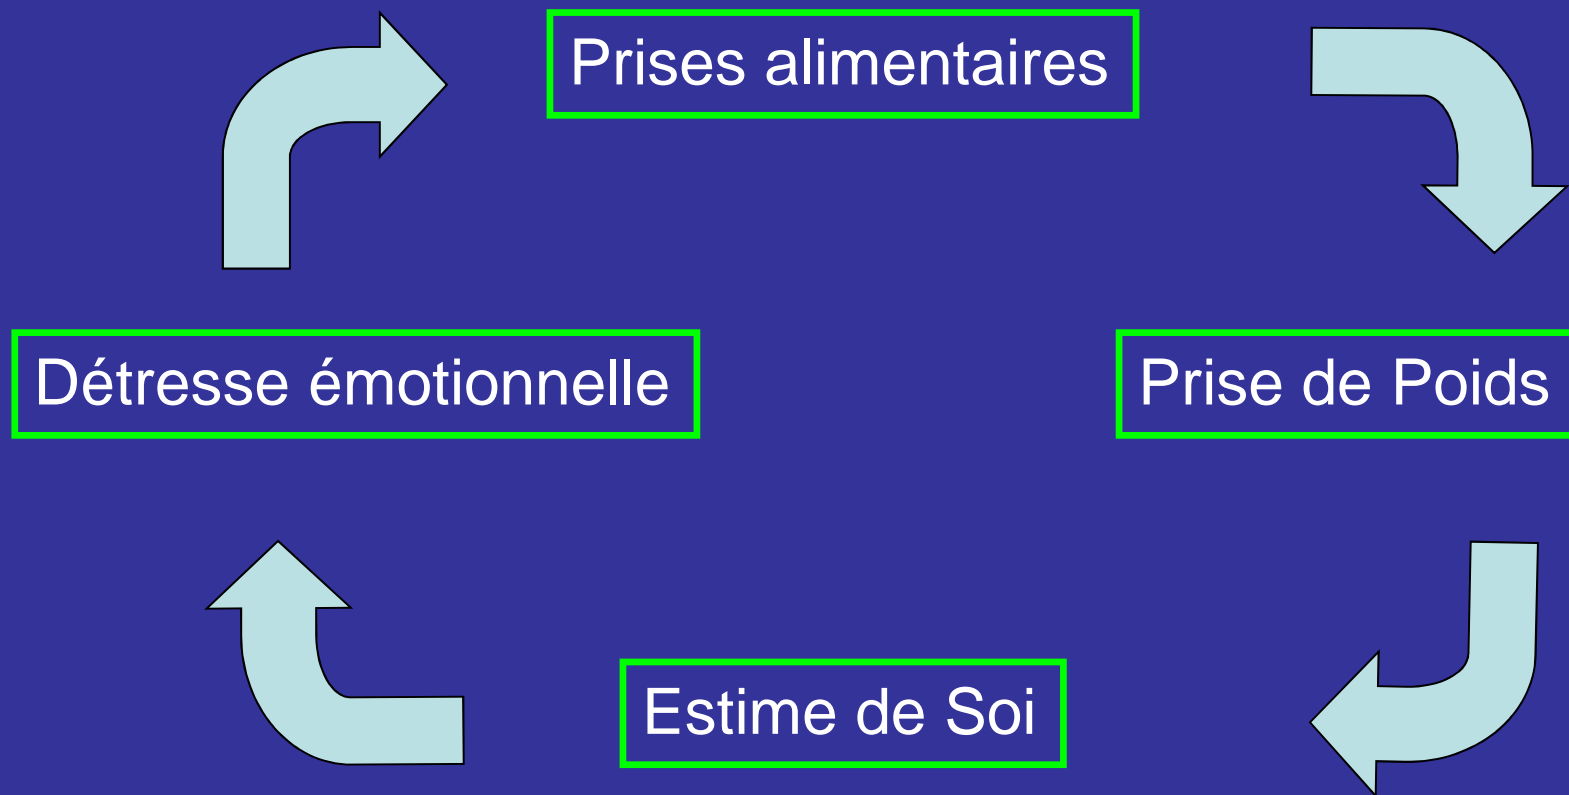 Prises alimentaires
Détresse émotionnelle
Prise de Poids
Estime de Soi